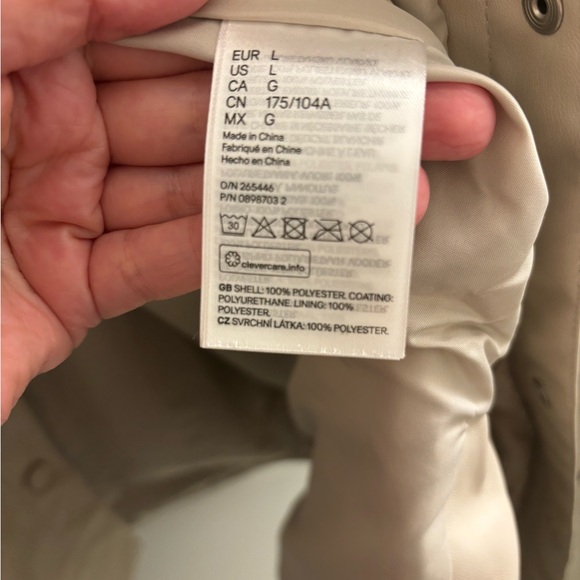 EUR L
US L
CA G
CN 175/104A
MX G
Made in China
Fabriqué en Chine
Hecho en China
O/N 265446
P/N 0898703 2
30
clevercare.info
GB SHELL: 100% POLYESTER. COATING:
POLYURETHANE. LINING: 100%
POLYESTER.
CZ SVRCHNÍ LÁTKA: 100% POLYESTER.